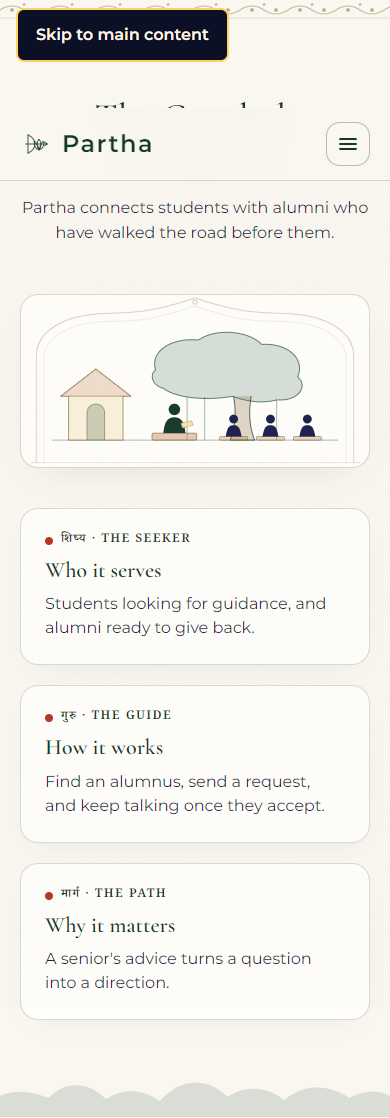 Skip to main content
Partha
Partha connects students with alumni who
have walked the road before them.
शिष्य · THE SEEKER
Who it serves
Students looking for guidance, and
alumni ready to give back.
गुरु · THE GUIDE
How it works
Find an alumnus, send a request,
and keep talking once they accept.
मार्ग · THE PATH
Why it matters
A senior's advice turns a question
into a direction.